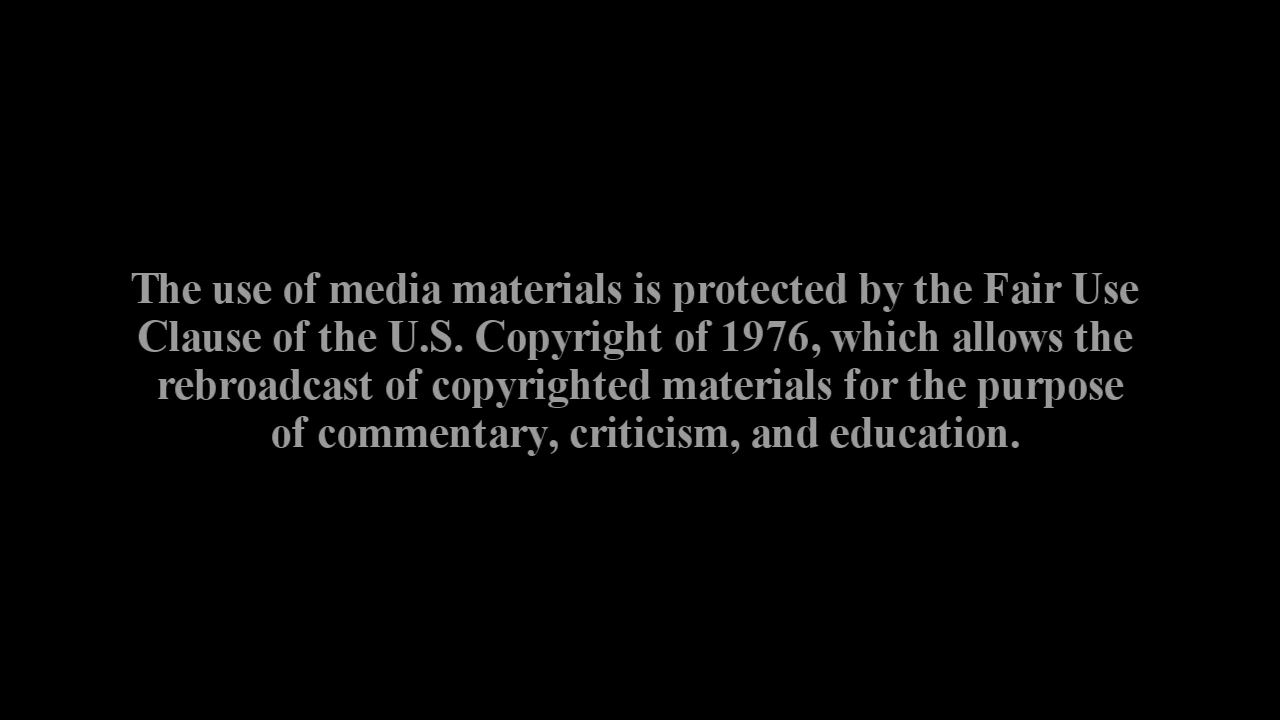 The use of media materials is protected by the Fair Use
Clause of the U.S. Copyright of 1976, which allows the
rebroadcast of copyrighted materials for the purpose
of commentary, criticism, and education.